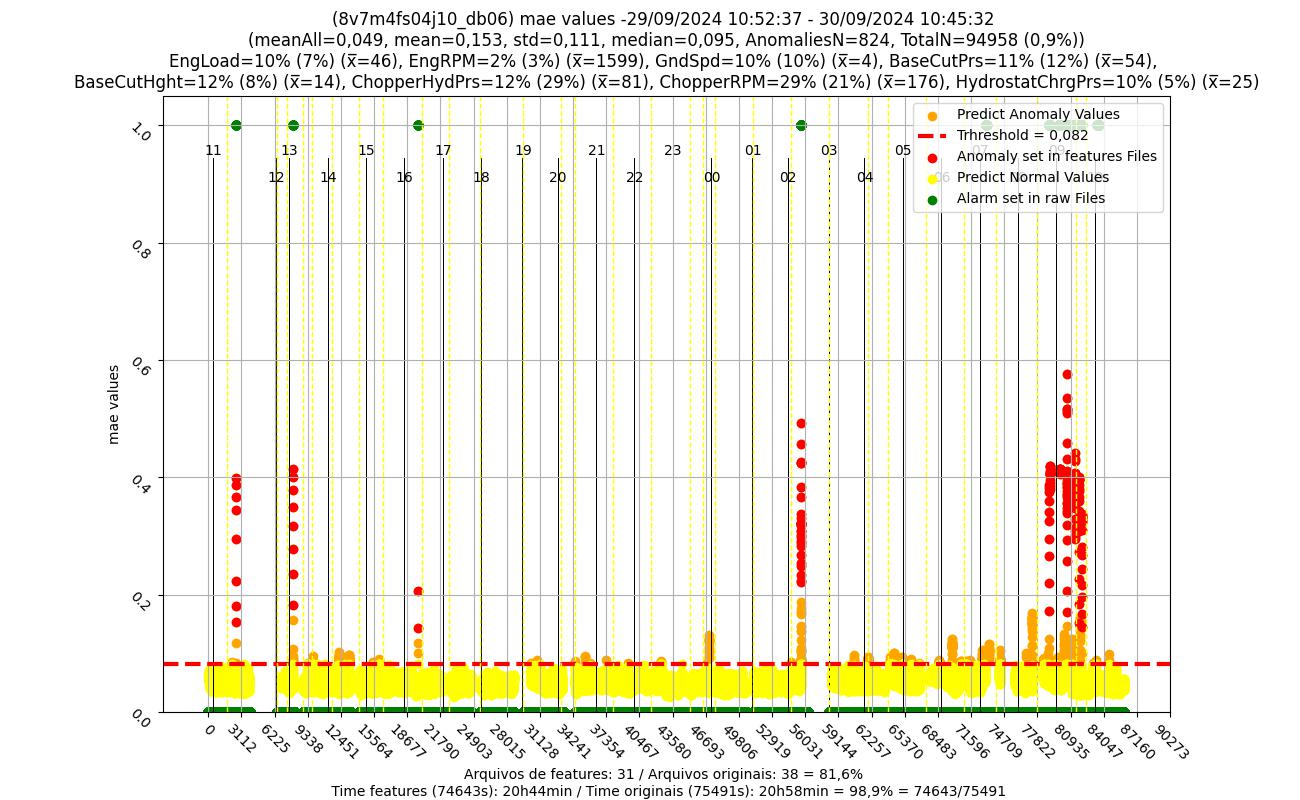 (8v7m4fs04j10_db06) mae values -29/09/2024 10:52:37 - 30/09/2024 10:45:32
(meanAll=0,049, mean=0,153, std=0,111, median=0,095, AnomaliesN=824, TotalN=94958 (0,9%))
EngLoad=10% (7%) (x̄=46), EngRPM=2% (3%) (x̄=1599), GndSpd=10% (10%) (x̄=4), BaseCutPrs=11% (12%) (x̄=54),
BaseCutHght=12% (8%) (x̄=14), ChopperHydPrs=12% (29%) (x̄=81), ChopperRPM=29% (21%) (x̄=176), HydrostatChrgPrs=10% (5%) (x̄=25)
Predict Anomaly Values
Trhreshold = 0,082
Anomaly set in features Files
Predict Normal Values
Alarm set in raw Files
11 13 15 17 19 21 23 01 03 05 07 09
12 14 16 18 20 22 00 02 04 06
1.0
0.8
0.6
0.4
0.2
0.0
mae values
0 3112 6225 9338 12451 15564 18677 21790 24903 28015 31128 34241 37354 40467 43580 46693 49806 52919 56031 59144 62257 65370 68483 71596 74709 77822 80935 84047 87160 90273
Arquivos de features: 31 / Arquivos originais: 38 = 81,6%
Time features (74643s): 20h44min / Time originais (75491s): 20h58min = 98,9% = 74643/75491